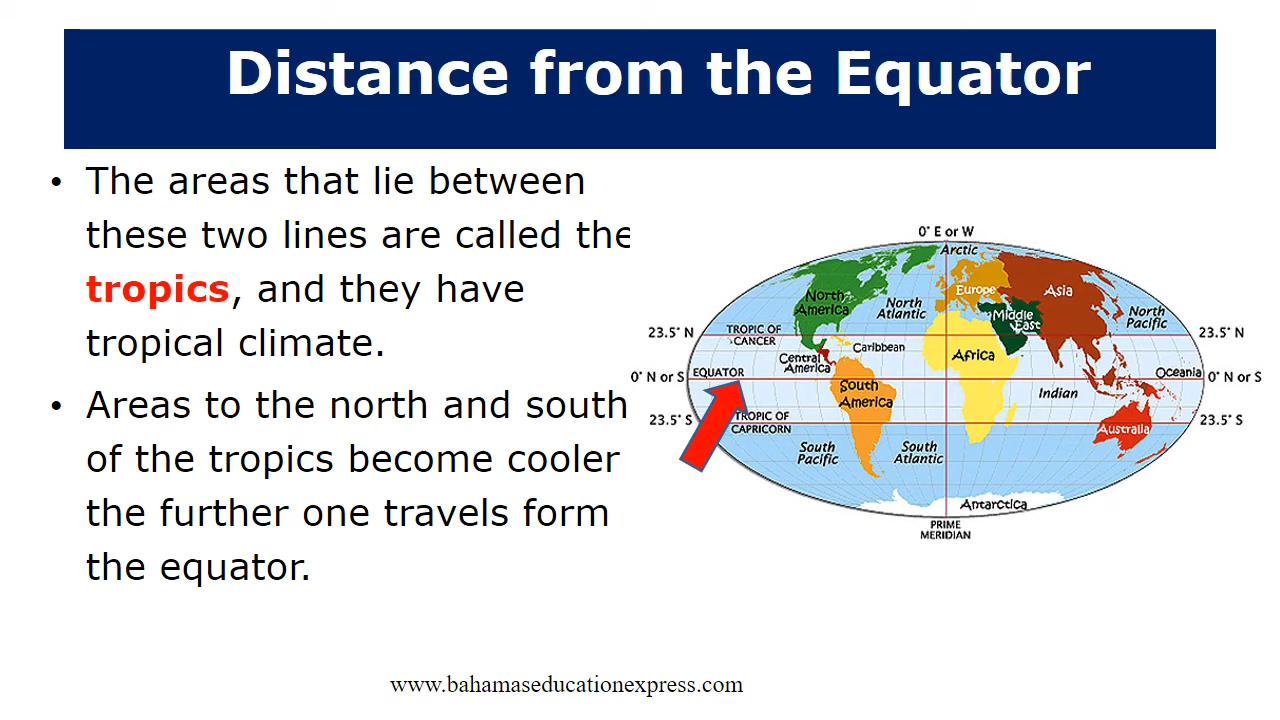 Distance from the Equator
• The areas that lie between
these two lines are called the
tropics, and they have
tropical climate.
• Areas to the north and south
of the tropics become cooler
the further one travels form
the equator.
0° E or W
Arctic
North
America
North
Atlantic
Europe
Asia
Middle
East
North
Pacific
23.5° N
TROPIC OF
CANCER
23.5° N
Caribbean
Central
America
Africa
0° N or S
EQUATOR
Oceania
0° N or S
South
America
Indian
23.5° S
TROPIC OF
CAPRICORN
Australia
23.5° S
South
Pacific
South
Atlantic
Antarctica
PRIME
MERIDIAN
www.bahamaseducationexpress.com